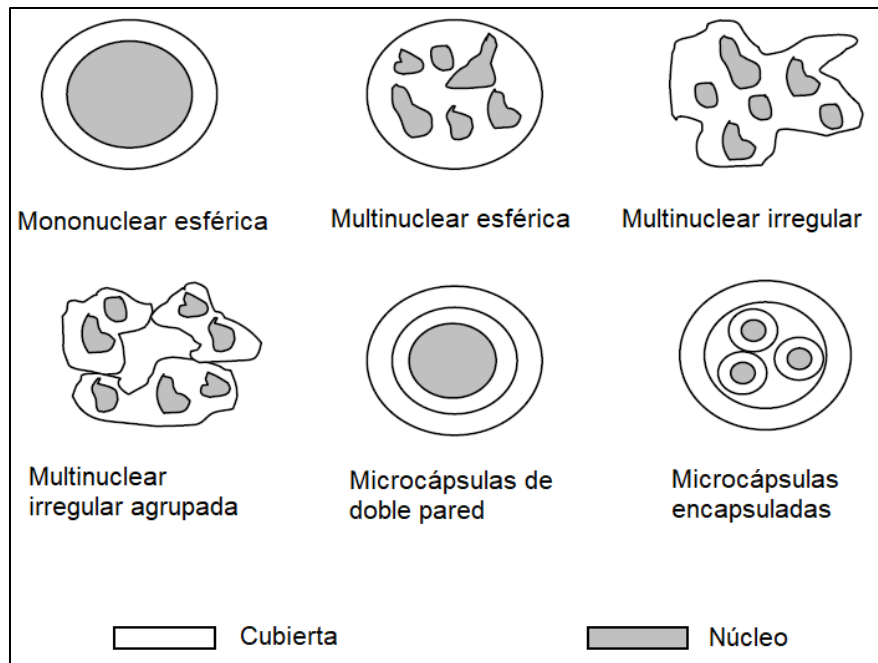 Mononuclear esférica
Multinuclear esférica
Multinuclear irregular
Multinuclear
irregular agrupada
Microcápsulas de
doble pared
Microcápsulas
encapsuladas
Cubierta
Núcleo